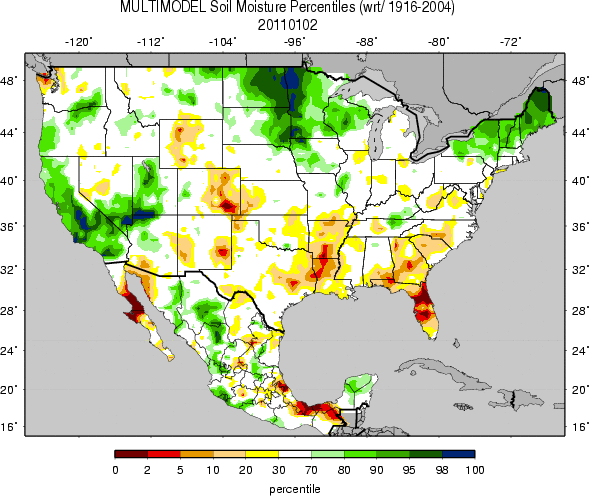 MULTIMODEL Soil Moisture Percentiles (wrt/ 1916-2004)
20110102
-120° -112° -104° -96° -88° -80° -72°
48° 48°
44° 44°
40° 40°
36° 36°
32° 32°
28° 28°
24° 24°
20° 20°
16° 16°
0 2 5 10 20 30 70 80 90 95 98 100
percentile